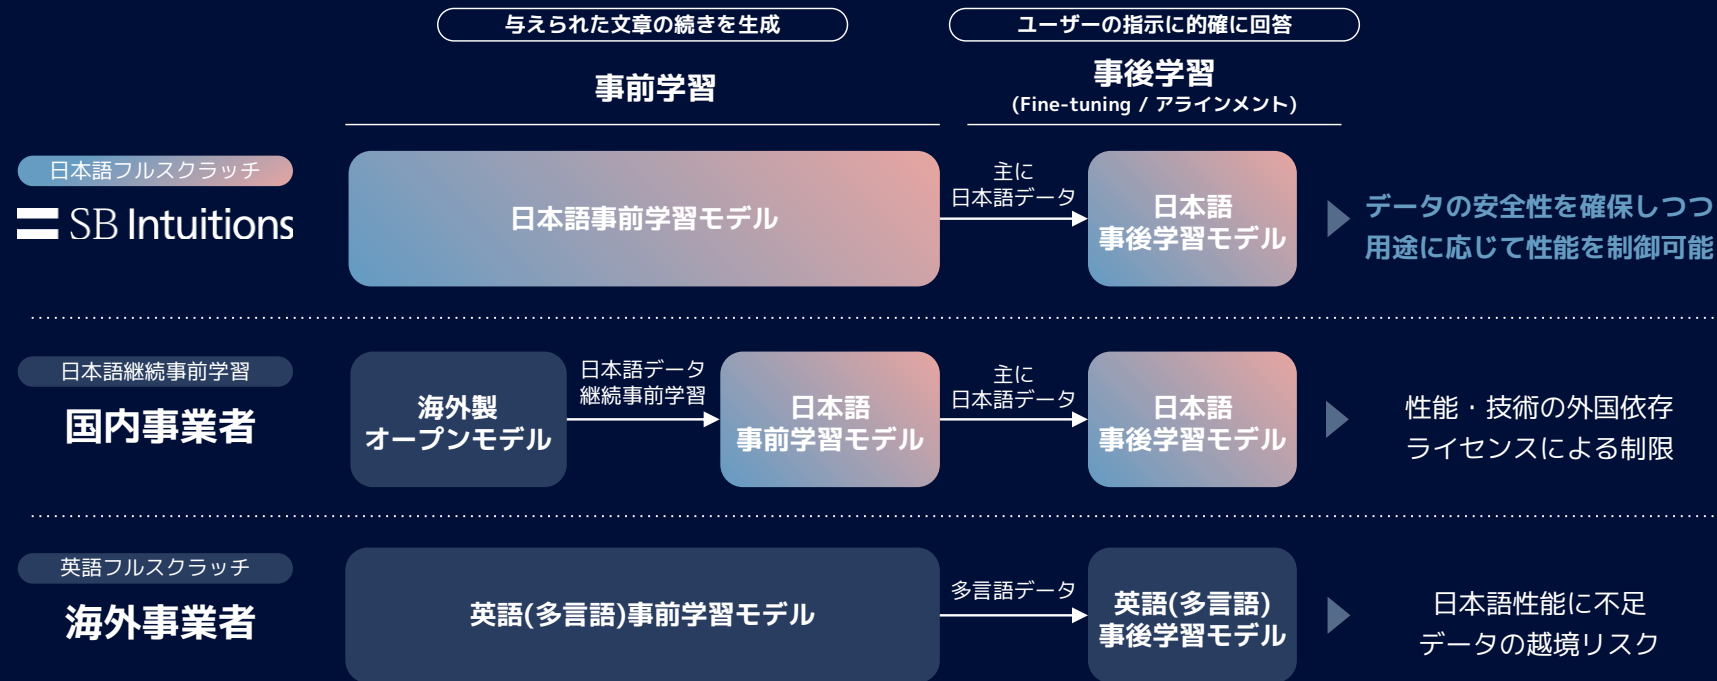 与えられた文章の続きを生成
ユーザーの指示に的確に回答
事前学習
事後学習
(Fine-tuning / アラインメント)
日本語フルスクラッチ
SB Intuitions
日本語事前学習モデル
主に
日本語データ
日本語
事後学習モデル
データの安全性を確保しつつ
用途に応じて性能を制御可能
日本語継続事前学習
国内事業者
海外製
オープンモデル
日本語データ
継続事前学習
日本語
事前学習モデル
主に
日本語データ
日本語
事後学習モデル
性能・技術の外国依存
ライセンスによる制限
英語フルスクラッチ
海外事業者
英語(多言語)事前学習モデル
多言語データ
英語(多言語)
事後学習モデル
日本語性能に不足
データの越境リスク